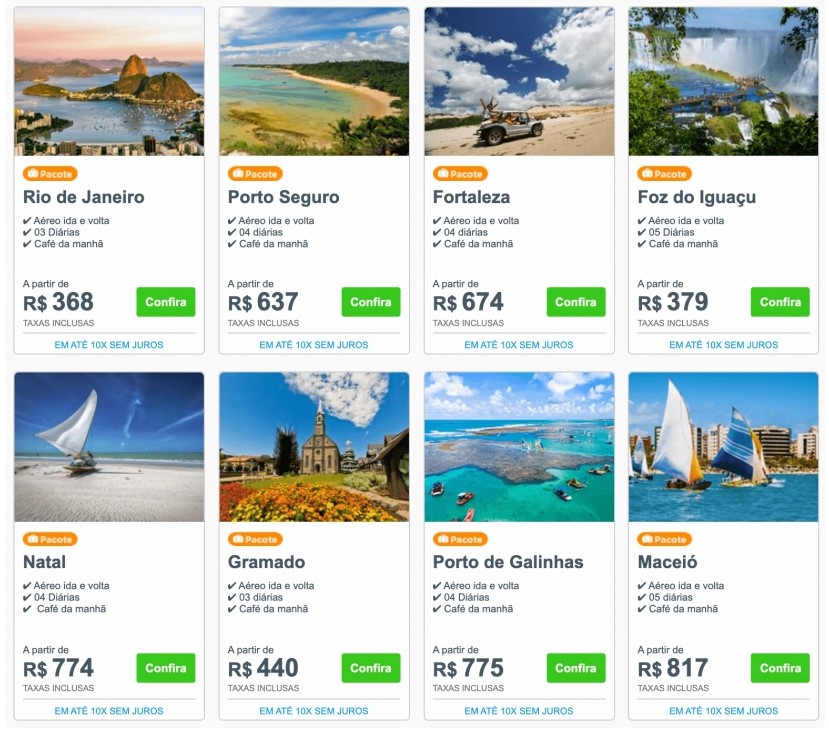 Pacote
Rio de Janeiro
✔ Aéreo ida e volta
✔ 03 Diárias
✔ Café da manhã
A partir de
R$ 368
Confira
TAXAS INCLUSAS
EM ATÉ 10X SEM JUROS
Pacote
Porto Seguro
✔ Aéreo ida e volta
✔ 04 diárias
✔ Café da manhã
A partir de
R$ 637
Confira
TAXAS INCLUSAS
EM ATÉ 10X SEM JUROS
Pacote
Fortaleza
✔ Aéreo ida e volta
✔ 04 diárias
✔ Café da manhã
A partir de
R$ 674
Confira
TAXAS INCLUSAS
EM ATÉ 10X SEM JUROS
Pacote
Foz do Iguaçu
✔ Aéreo ida e volta
✔ 05 Diárias
✔ Café da manhã
A partir de
R$ 379
Confira
TAXAS INCLUSAS
EM ATÉ 10X SEM JUROS
Pacote
Natal
✔ Aéreo ida e volta
✔ 04 Diárias
✔ Café da manhã
A partir de
R$ 774
Confira
TAXAS INCLUSAS
EM ATÉ 10X SEM JUROS
Pacote
Gramado
✔ Aéreo ida e volta
✔ 03 diárias
✔ Café da manhã
A partir de
R$ 440
Confira
TAXAS INCLUSAS
EM ATÉ 10X SEM JUROS
Pacote
Porto de Galinhas
✔ Aéreo ida e volta
✔ 04 Diárias
✔ Café da manhã
A partir de
R$ 775
Confira
TAXAS INCLUSAS
EM ATÉ 10X SEM JUROS
Pacote
Maceió
✔ Aéreo ida e volta
✔ 05 diárias
✔ Café da manhã
A partir de
R$ 817
Confira
TAXAS INCLUSAS
EM ATÉ 10X SEM JUROS